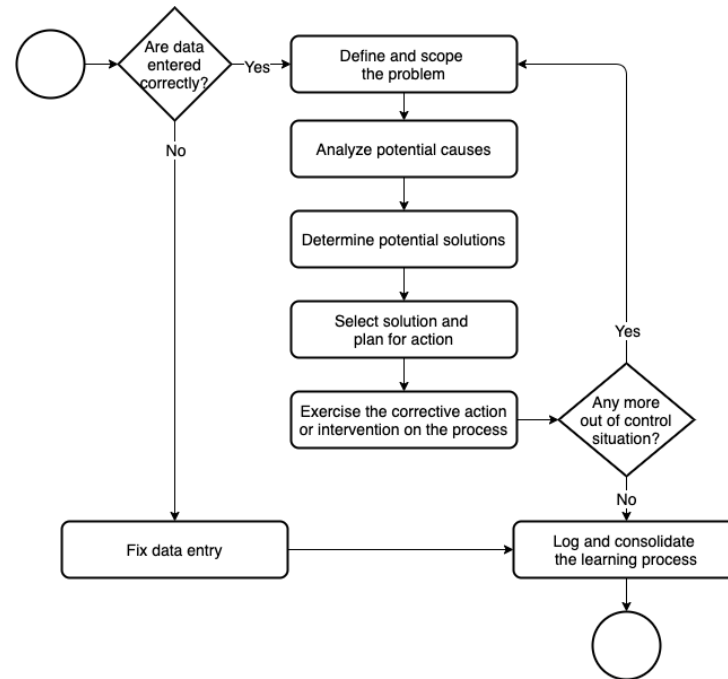 Are data
entered
correctly?
Yes
Define and scope
the problem
No
Analyze potential causes
Determine potential solutions
Select solution and
plan for action
Yes
Exercise the corrective action
or intervention on the process
Any more
out of control
situation?
No
Fix data entry
Log and consolidate
the learning process